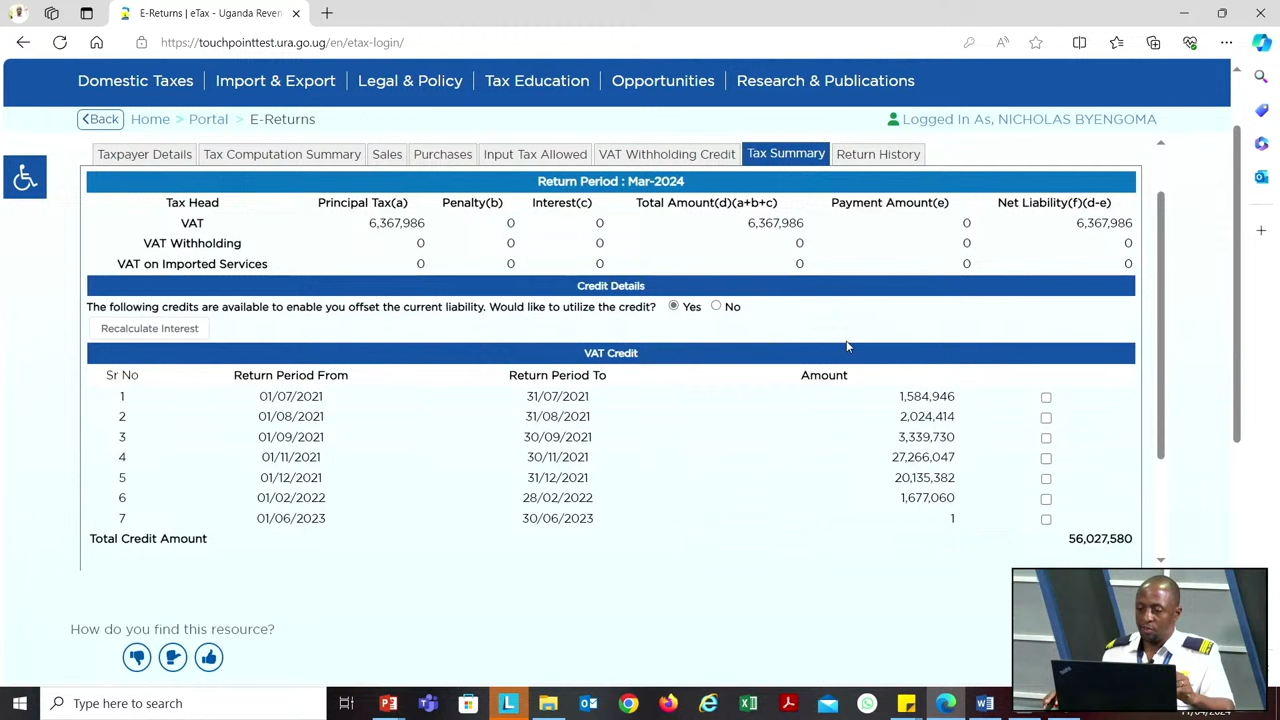 E-Returns | eTax - Uganda Reven
https://touchpointtest.ura.go.ug/en/etax-login/
Domestic Taxes | Import & Export | Legal & Policy | Tax Education | Opportunities | Research & Publications
Back Home > Portal > E-Returns Logged In As, NICHOLAS BYENGOMA
Taxpayer Details Tax Computation Summary Sales Purchases Input Tax Allowed VAT Withholding Credit Tax Summary Return History
Return Period : Mar-2024
Tax Head Principal Tax(a) Penalty(b) Interest(c) Total Amount(d)(a+b+c) Payment Amount(e) Net Liability(f)(d-e)
VAT 6,367,986 0 0 6,367,986 0 6,367,986
VAT Withholding 0 0 0 0 0 0
VAT on Imported Services 0 0 0 0 0 0
Credit Details
The following credits are available to enable you offset the current liability. Would like to utilize the credit? Yes No
Recalculate Interest
VAT Credit
Sr No Return Period From Return Period To Amount
1 01/07/2021 31/07/2021 1,584,946
2 01/08/2021 31/08/2021 2,024,414
3 01/09/2021 30/09/2021 3,339,730
4 01/11/2021 30/11/2021 27,266,047
5 01/12/2021 31/12/2021 20,135,382
6 01/02/2022 28/02/2022 1,677,060
7 01/06/2023 30/06/2023 1
Total Credit Amount 56,027,580
How do you find this resource?
Type here to search
11/04/2024